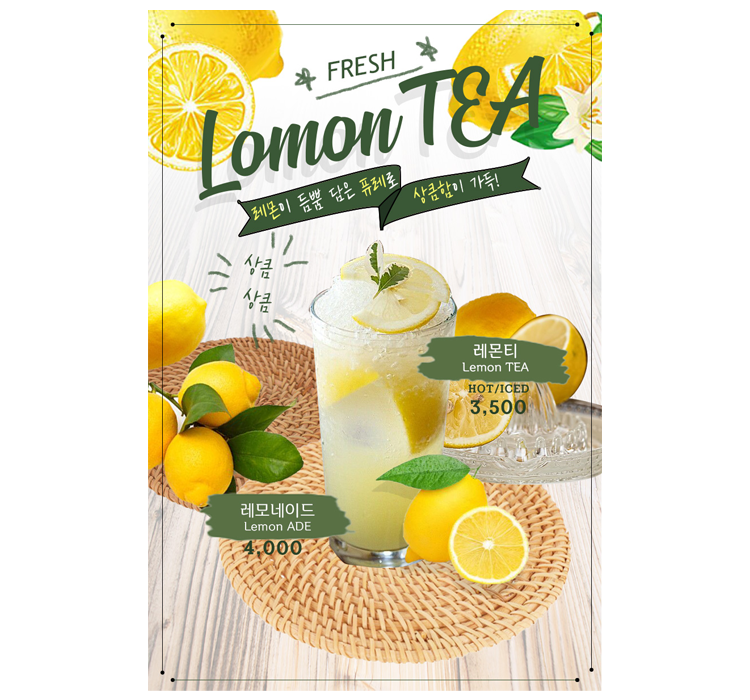 FRESH
Lomon TEA
레몬이 듬뿍 담은 퓨레로 상큼함이 가득!
상큼
상큼
레몬티
Lemon TEA
HOT/ICED
3,500
레모네이드
Lemon ADE
4,000